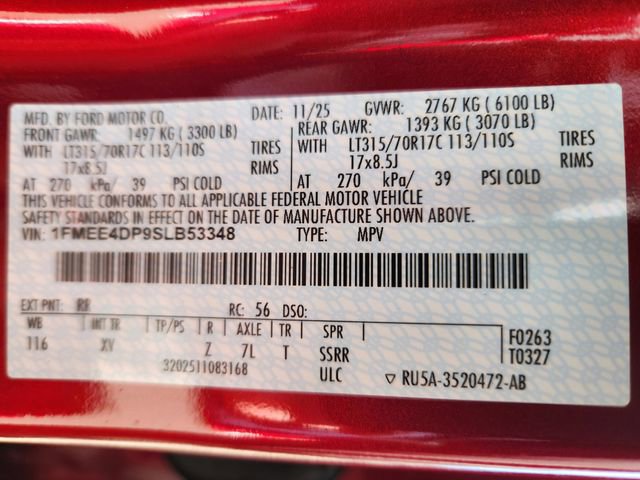 MFD. BY FORD MOTOR CO.
DATE: 11/25 GVWR: 2767 KG (6100 LB)
FRONT GAWR: 1497 KG (3300 LB)
WITH LT315/70R17C 113/110S TIRES
17x8.5J RIMS
AT 270 kPa/ 39 PSI COLD
REAR GAWR: 1393 KG (3070 LB)
WITH LT315/70R17C 113/110S TIRES
17x8.5J RIMS
AT 270 kPa/ 39 PSI COLD
THIS VEHICLE CONFORMS TO ALL APPLICABLE FEDERAL MOTOR VEHICLE
SAFETY STANDARDS IN EFFECT ON THE DATE OF MANUFACTURE SHOWN ABOVE.
VIN: 1FMEE4DP9SLB53348 TYPE: MPV
EXT PNT: RR RC: 56 DSO:
WB INT TR TP/PS R AXLE TR SPR
116 XV Z 7L T SSRR
ULC
3202511083168
F0263
T0327
▽ RU5A-3520472-AB